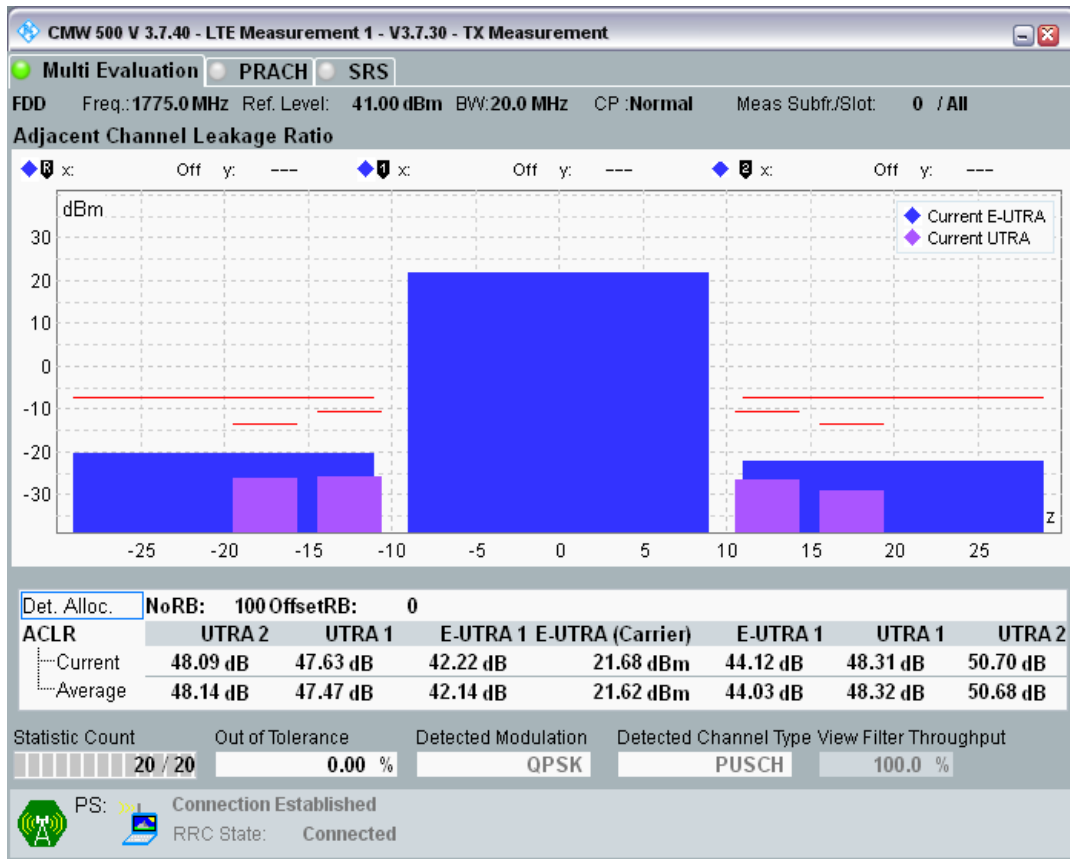 CMW 500 V 3.7.40 - LTE Measurement 1 - V3.7.30 - TX Measurement
Multi Evaluation PRACH SRS
FDD Freq.: 1775.0 MHz Ref. Level: 41.00 dBm BW: 20.0 MHz CP : Normal Meas Subfr./Slot: 0 / All
Adjacent Channel Leakage Ratio
R x: Off y: --- 1 x: Off y: --- 2 x: Off y: ---
dBm
Current E-UTRA
Current UTRA
30
20
10
0
-10
-20
-30
z
-25 -20 -15 -10 -5 0 5 10 15 20 25
Det. Alloc. NoRB: 100 OffsetRB: 0
ACLR UTRA 2 UTRA 1 E-UTRA 1 E-UTRA (Carrier) E-UTRA 1 UTRA 1 UTRA 2
Current 48.09 dB 47.63 dB 42.22 dB 21.68 dBm 44.12 dB 48.31 dB 50.70 dB
Average 48.14 dB 47.47 dB 42.14 dB 21.62 dBm 44.03 dB 48.32 dB 50.68 dB
Statistic Count Out of Tolerance Detected Modulation Detected Channel Type View Filter Throughput
20 / 20 0.00 % QPSK PUSCH 100.0 %
PS: Connection Established
RRC State: Connected